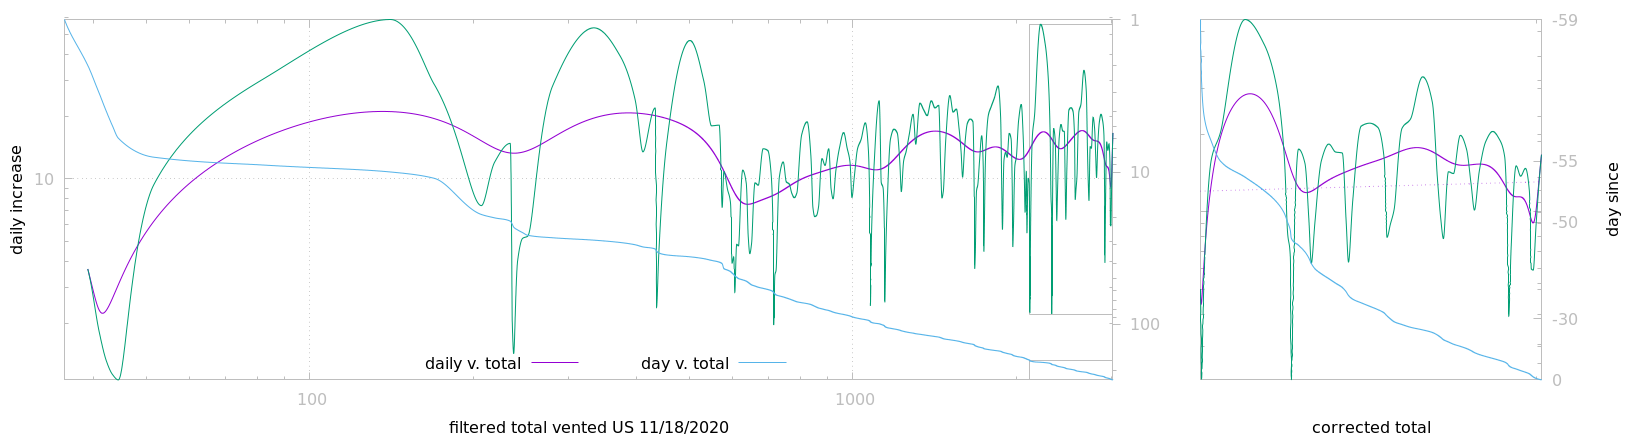 daily increase
10
daily v. total
day v. total
100
1000
1
10
100
filtered total vented US 11/18/2020
-59
-55
-50
-30
0
day since
corrected total